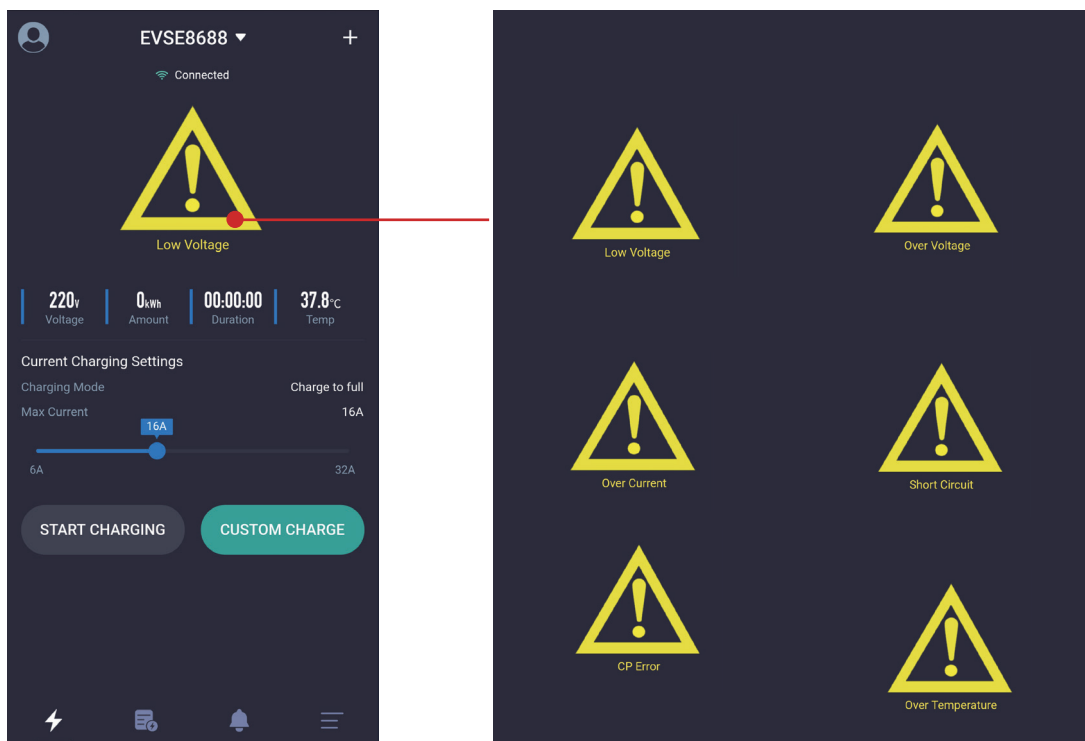 EVSE8688
Connected
Low Voltage
220V 0kWh 00:00:00 37.8°C
Voltage Amount Duration Temp
Current Charging Settings
Charging Mode Charge to full
Max Current 16A
16A
6A 32A
START CHARGING CUSTOM CHARGE
Low Voltage Over Voltage
Over Current Short Circuit
CP Error
Over Temperature